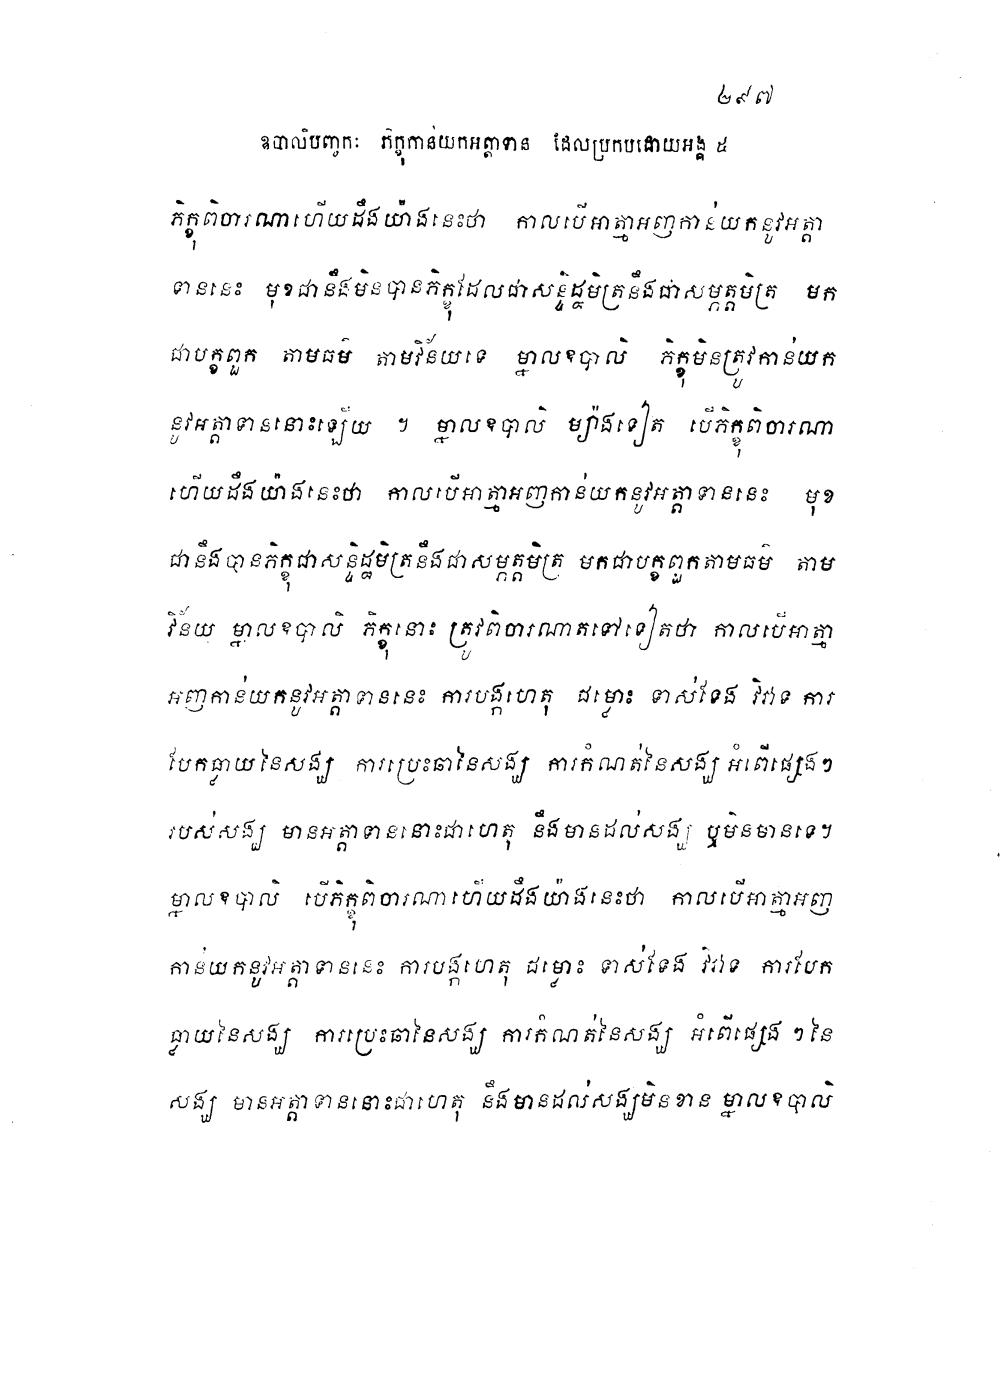 ២៩៧
ឧបាលិបញ្ចកៈ ភិក្ខុកាន់យកអត្តាទាន ដែលប្រកបដោយអង្គ ៥
ភិក្ខុពិចារណាហើយដឹងយ៉ាងនេះថា កាលបើអាត្មាអញកាន់យកនូវអត្តា
ទាននេះ មុខជានឹងមិនបានភិក្ខុដែលជាសន្ទិដ្ឋមិត្រនឹងជាសម្ភត្តមិត្រ មក
ជាបក្ខពួក តាមធម៌ តាមវិន័យទេ ម្នាលឧបាលិ ភិក្ខុមិនត្រូវកាន់យក
នូវអត្តាទាននោះឡើយ ។ ម្នាលឧបាលិ ម្យ៉ាងទៀត បើភិក្ខុពិចារណា
ហើយដឹងយ៉ាងនេះថា កាលបើអាត្មាអញកាន់យកនូវអត្តាទាននេះ មុខ
ជានឹងបានភិក្ខុជាសន្ទិដ្ឋមិត្រនឹងជាសម្ភត្តមិត្រ មកជាបក្ខពួកតាមធម៌ តាម
វិន័យ ម្នាលឧបាលិ ភិក្ខុនោះ ត្រូវពិចារណាតទៅទៀតថា កាលបើអាត្មា
អញកាន់យកនូវអត្តាទាននេះ ការបង្កហេតុ ជម្លោះ ទាស់ទែង វិវាទ ការ
បែកធ្លាយនៃសង្ឃ ការប្រេះឆានៃសង្ឃ ការកំណត់នៃសង្ឃ អំពើផ្សេងៗ
របស់សង្ឃ មានអត្តាទាននោះជាហេតុ នឹងមានដល់សង្ឃ ឬមិនមានទេ។
ម្នាលឧបាលិ បើភិក្ខុពិចារណាហើយដឹងយ៉ាងនេះថា កាលបើអាត្មាអញ
កាន់យកនូវអត្តាទាននេះ ការបង្កហេតុ ជម្លោះ ទាស់ទែង វិវាទ ការបែក
ធ្លាយនៃសង្ឃ ការប្រេះឆានៃសង្ឃ ការកំណត់នៃសង្ឃ អំពើផ្សេង ៗ នៃ
សង្ឃ មានអត្តាទាននោះជាហេតុ នឹងមានដល់សង្ឃមិនខាន ម្នាលឧបាលិ